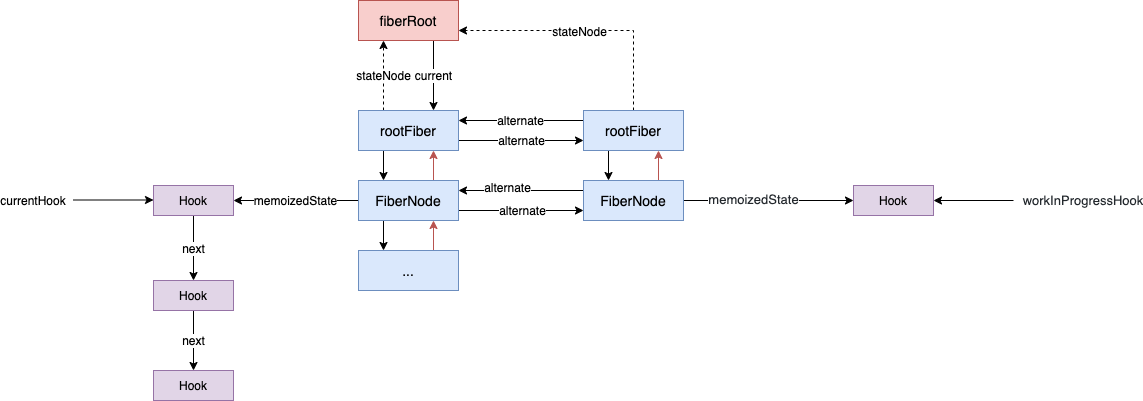 fiberRoot
stateNode
stateNode current
rootFiber
alternate
rootFiber
alternate
currentHook
Hook
memoizedState
FiberNode
alternate
alternate
FiberNode
memoizedState
Hook
workInProgressHook
next
...
Hook
next
Hook